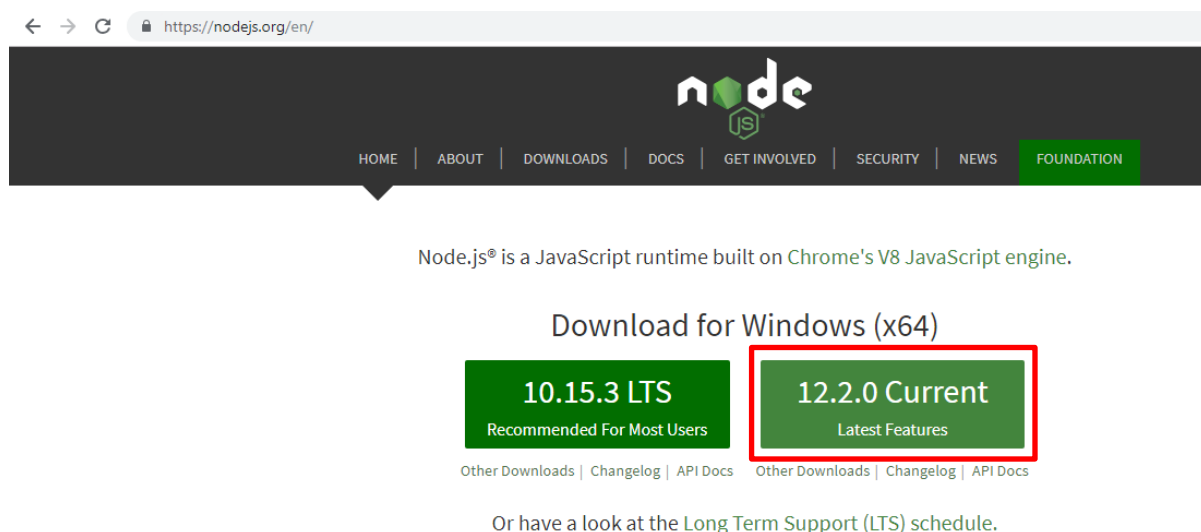 https://nodejs.org/en/
node
JS
HOME | ABOUT | DOWNLOADS | DOCS | GET INVOLVED | SECURITY | NEWS FOUNDATION
Node.js® is a JavaScript runtime built on Chrome's V8 JavaScript engine.
Download for Windows (x64)
10.15.3 LTS 12.2.0 Current
Recommended For Most Users Latest Features
Other Downloads | Changelog | API Docs Other Downloads | Changelog | API Docs
Or have a look at the Long Term Support (LTS) schedule.